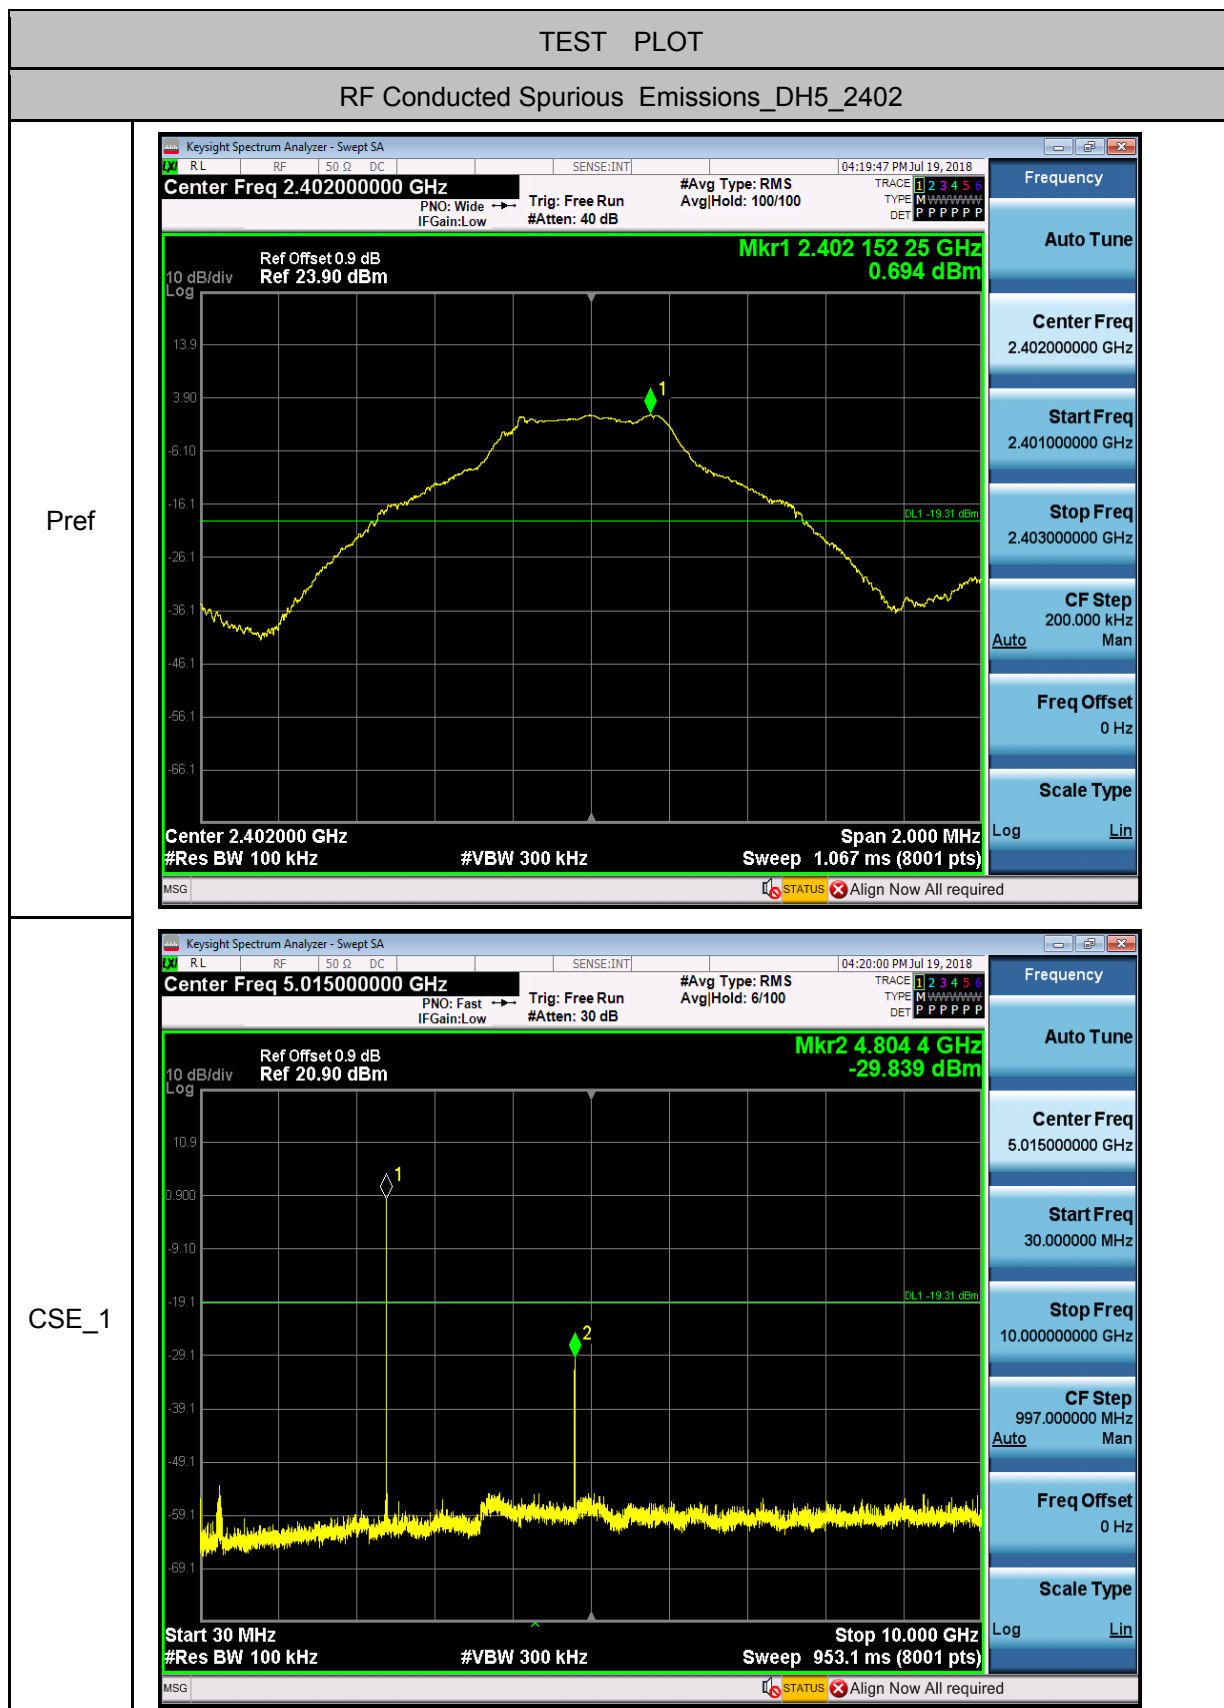 TEST PLOT
RF Conducted Spurious Emissions_DH5_2402
Pref
Keysight Spectrum Analyzer - Swept SA
LXI RL RF 50 Ω DC SENSE:INT 04:19:47 PM Jul 19, 2018
Center Freq 2.402000000 GHz
PNO: Wide
IFGain:Low
Trig: Free Run
#Atten: 40 dB
#Avg Type: RMS
Avg|Hold: 100/100
TRACE 1 2 3 4 5 6
TYPE M W W W W W
DET P P P P P P
Ref Offset 0.9 dB
Ref 23.90 dBm
10 dB/div
Log
Mkr1 2.402 152 25 GHz
0.694 dBm
13.9
3.90
-6.10
-16.1
-26.1
-36.1
-46.1
-56.1
-66.1
1
DL1 -19.31 dBm
Center 2.402000 GHz
Span 2.000 MHz
#Res BW 100 kHz
#VBW 300 kHz
Sweep 1.067 ms (8001 pts)
MSG
STATUS
Align Now All required
Frequency
Auto Tune
Center Freq
2.402000000 GHz
Start Freq
2.401000000 GHz
Stop Freq
2.403000000 GHz
CF Step
200.000 kHz
Auto Man
Freq Offset
0 Hz
Scale Type
Log Lin
CSE_1
Keysight Spectrum Analyzer - Swept SA
LXI RL RF 50 Ω DC SENSE:INT 04:20:00 PM Jul 19, 2018
Center Freq 5.015000000 GHz
PNO: Fast
IFGain:Low
Trig: Free Run
#Atten: 30 dB
#Avg Type: RMS
Avg|Hold: 6/100
TRACE 1 2 3 4 5 6
TYPE M W W W W W
DET P P P P P P
Ref Offset 0.9 dB
Ref 20.90 dBm
10 dB/div
Log
Mkr2 4.804 4 GHz
-29.839 dBm
10.9
0.900
-9.10
-19.1
-29.1
-39.1
-49.1
-59.1
-69.1
1
2
DL1 -19.31 dBm
Start 30 MHz
Stop 10.000 GHz
#Res BW 100 kHz
#VBW 300 kHz
Sweep 953.1 ms (8001 pts)
MSG
STATUS
Align Now All required
Frequency
Auto Tune
Center Freq
5.015000000 GHz
Start Freq
30.000000 MHz
Stop Freq
10.000000000 GHz
CF Step
997.000000 MHz
Auto Man
Freq Offset
0 Hz
Scale Type
Log Lin